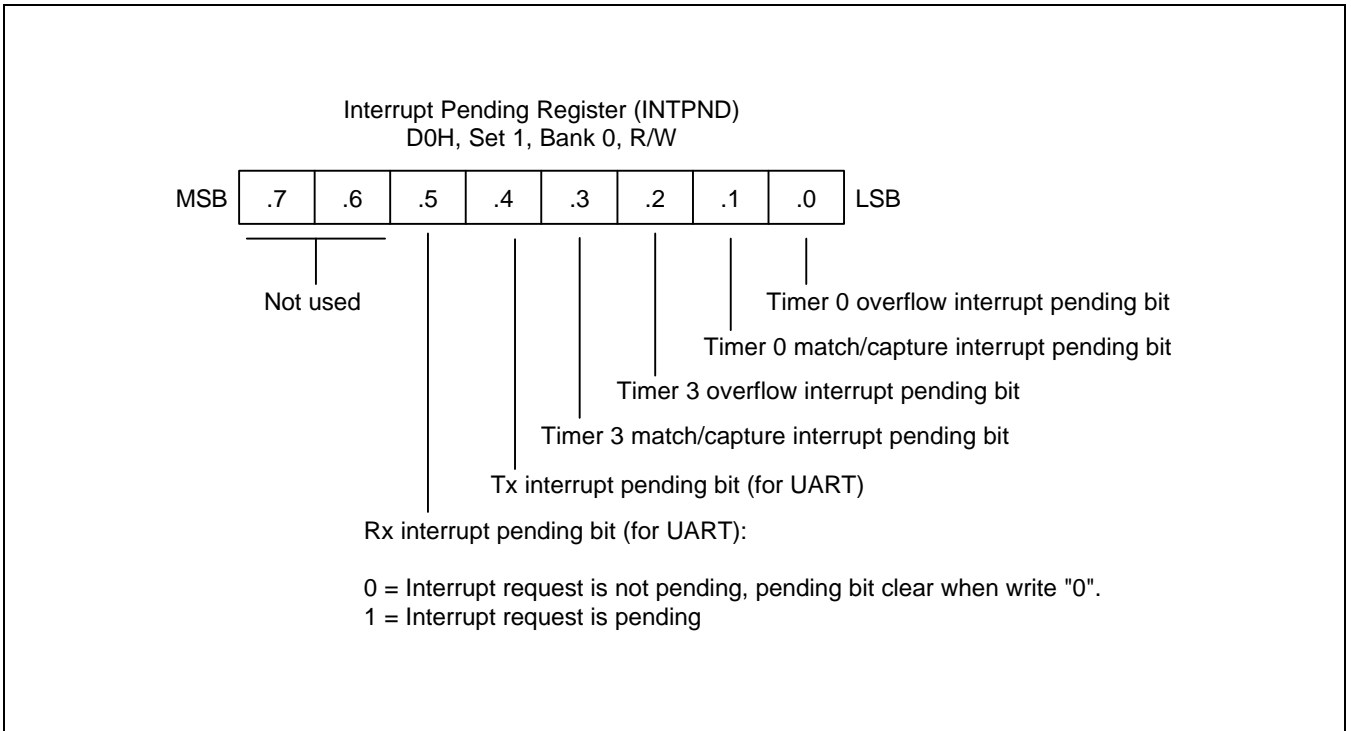 Interrupt Pending Register (INTPND)
D0H, Set 1, Bank 0, R/W
MSB .7 .6 .5 .4 .3 .2 .1 .0 LSB
Not used
Timer 0 overflow interrupt pending bit
Timer 0 match/capture interrupt pending bit
Timer 3 overflow interrupt pending bit
Timer 3 match/capture interrupt pending bit
Tx interrupt pending bit (for UART)
Rx interrupt pending bit (for UART):
0 = Interrupt request is not pending, pending bit clear when write "0".
1 = Interrupt request is pending